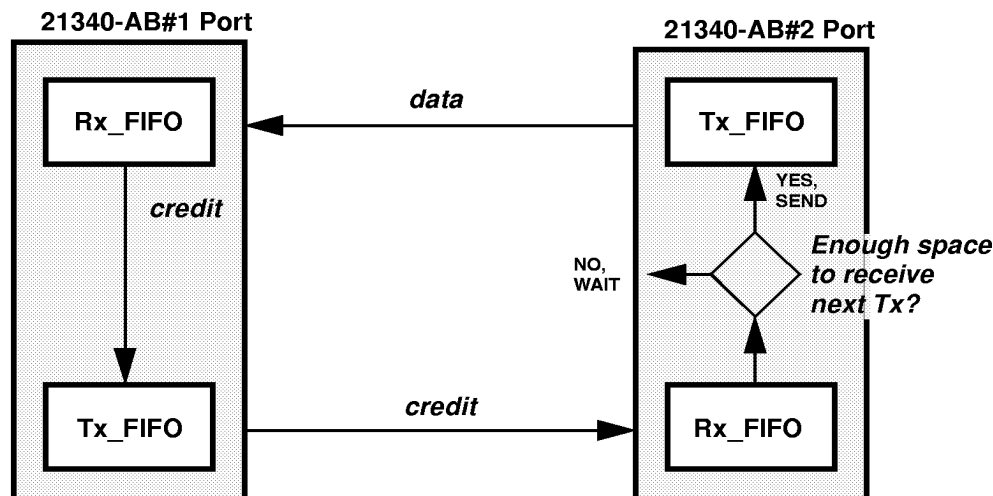 21340-AB#1 Port
21340-AB#2 Port
Rx_FIFO
data
Tx_FIFO
credit
YES,
SEND
Enough space
to receive
next Tx?
NO,
WAIT
Tx_FIFO
credit
Rx_FIFO